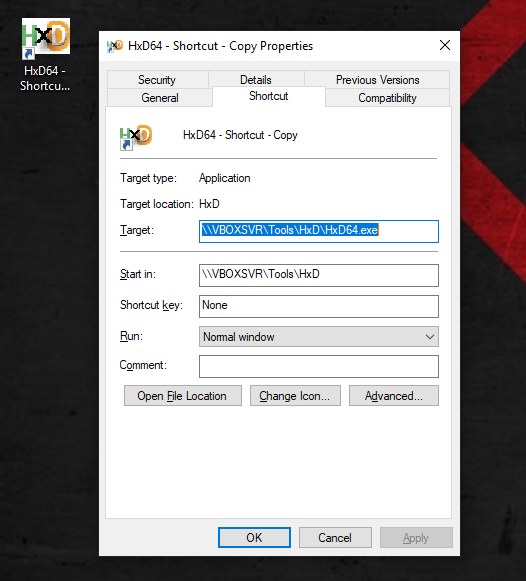 HxD
HxD64 -
Shortcu...
HxD64 - Shortcut - Copy Properties
Security Details Previous Versions
General Shortcut Compatibility
HxD HxD64 - Shortcut - Copy
Target type: Application
Target location: HxD
Target: \\VBOXSVR\Tools\HxD\HxD64.exe
Start in: \\VBOXSVR\Tools\HxD
Shortcut key: None
Run: Normal window
Comment:
Open File Location Change Icon... Advanced...
OK Cancel Apply